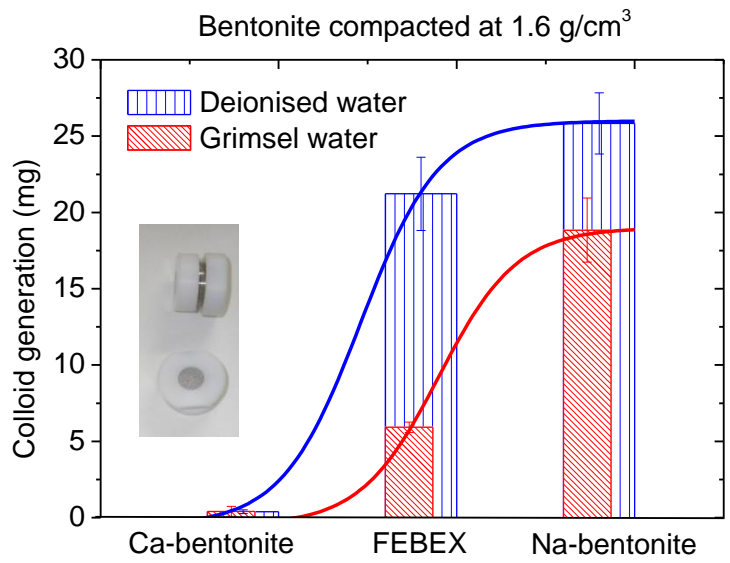 Bentonite compacted at 1.6 g/cm³
30
25
20
15
10
5
0
Colloid generation (mg)
Deionised water
Grimsel water
Ca-bentonite
FEBEX
Na-bentonite